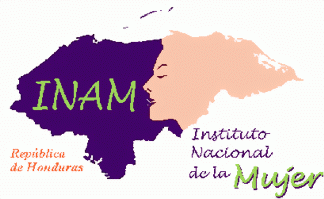 INAM
República
de Honduras
Instituto
Nacional
de la Mujer